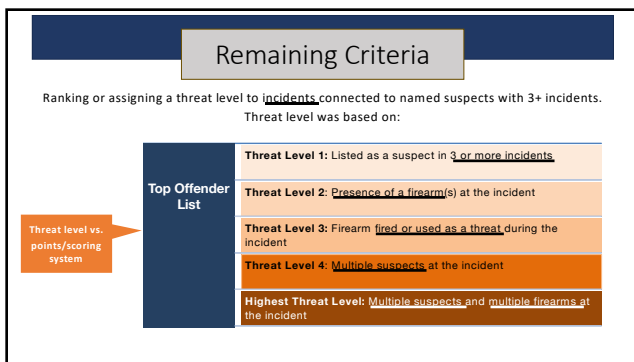 Remaining Criteria
Ranking or assigning a threat level to incidents connected to named suspects with 3+ incidents.
Threat level was based on:
Top Offender
List
Threat Level 1: Listed as a suspect in 3 or more incidents
Threat Level 2: Presence of a firearm(s) at the incident
Threat Level 3: Firearm fired or used as a threat during the
incident
Threat Level 4: Multiple suspects at the incident
Highest Threat Level: Multiple suspects and multiple firearms at
the incident
Threat level vs.
points/scoring
system